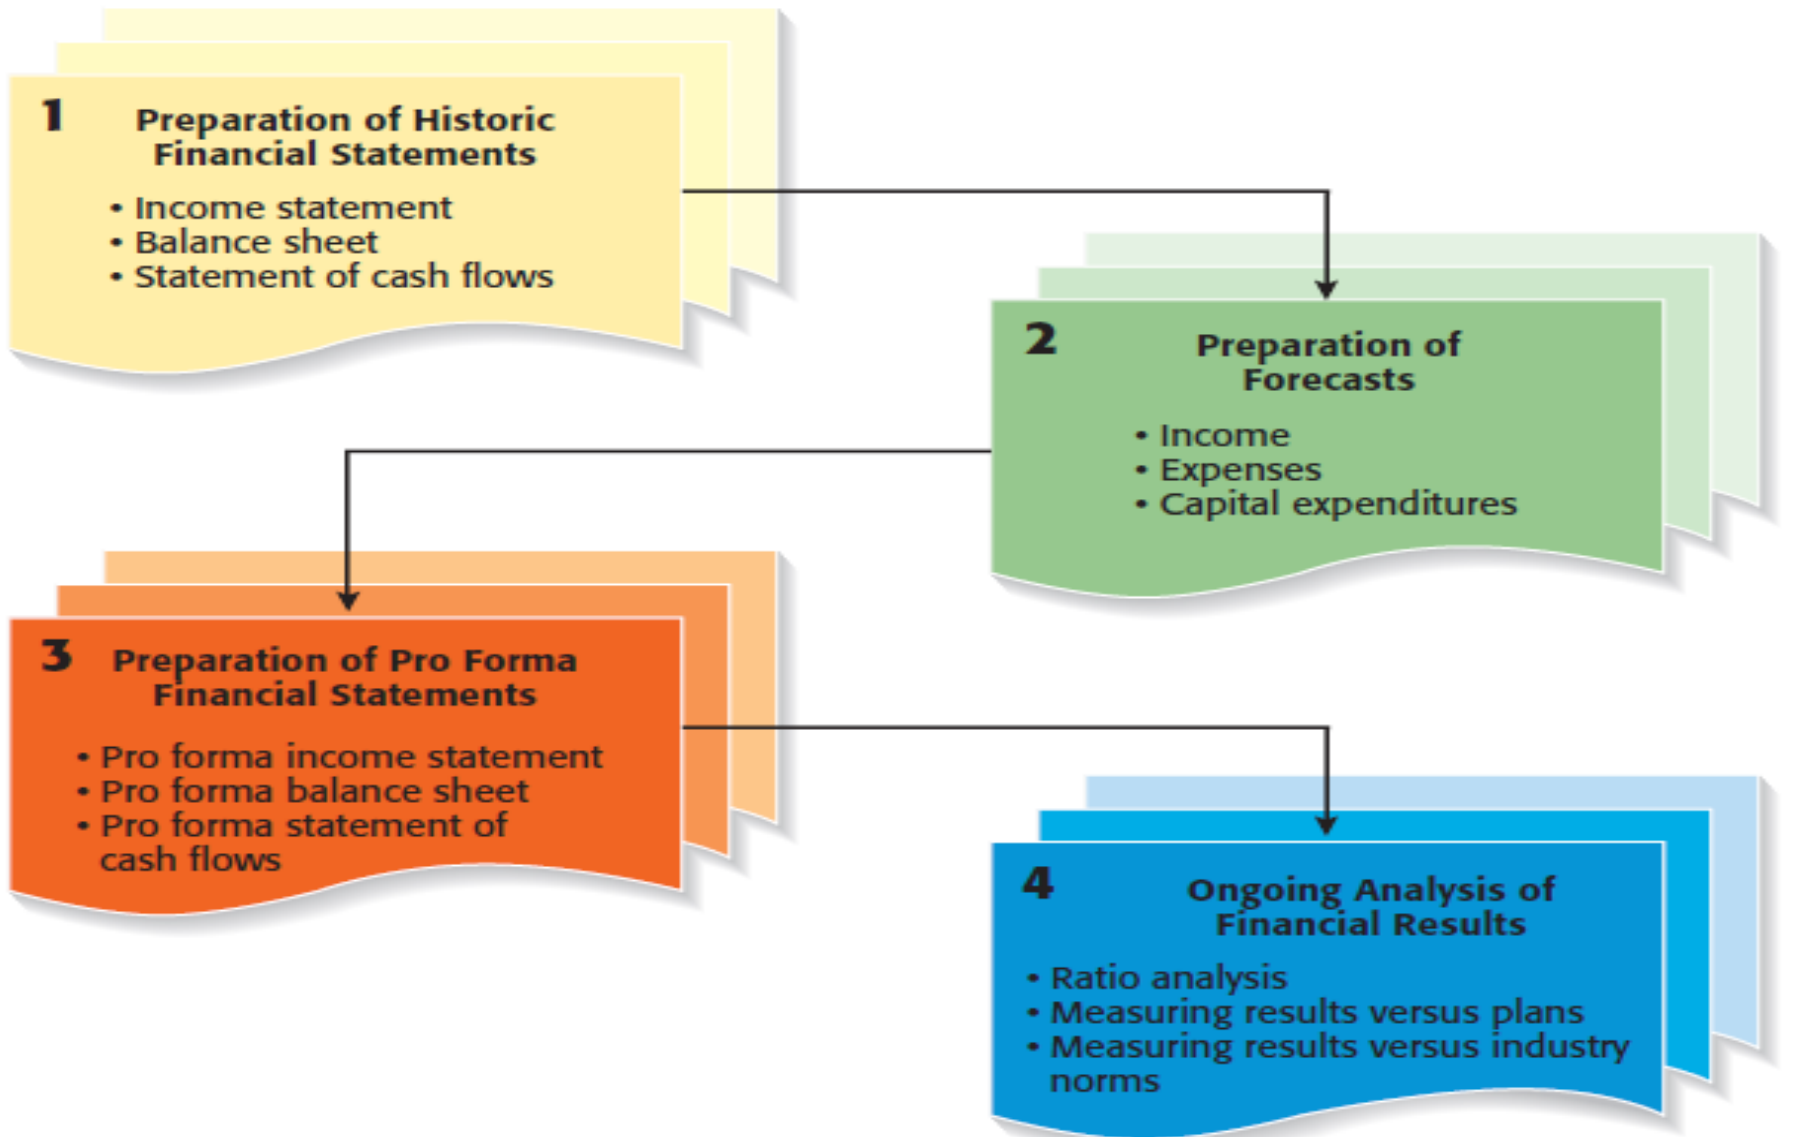 1
Preparation of Historic
Financial Statements
• Income statement
• Balance sheet
• Statement of cash flows
2
Preparation of
Forecasts
• Income
• Expenses
• Capital expenditures
3
Preparation of Pro Forma
Financial Statements
• Pro forma income statement
• Pro forma balance sheet
• Pro forma statement of
cash flows
4
Ongoing Analysis of
Financial Results
• Ratio analysis
• Measuring results versus plans
• Measuring results versus industry
norms